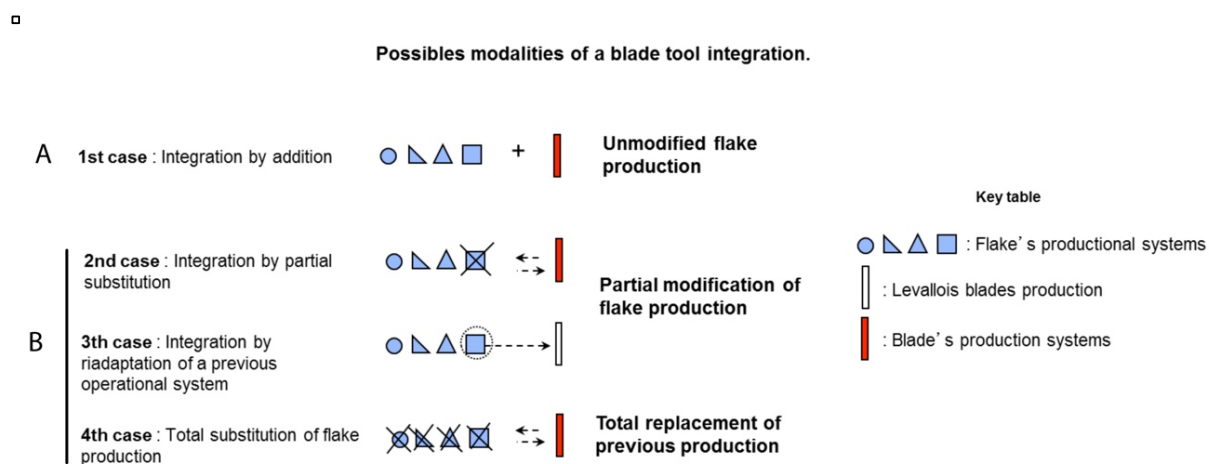 Possibles modalities of a blade tool integration.
A
1st case : Integration by addition
+
Unmodified flake
production
Key table
: Flake's productional systems
: Levallois blades production
: Blade's production systems
B
2nd case : Integration by partial
substitution
Partial modification of
flake production
3th case : Integration by
riadaptation of a previous
operational system
4th case : Total substitution of flake
production
Total replacement of
previous production